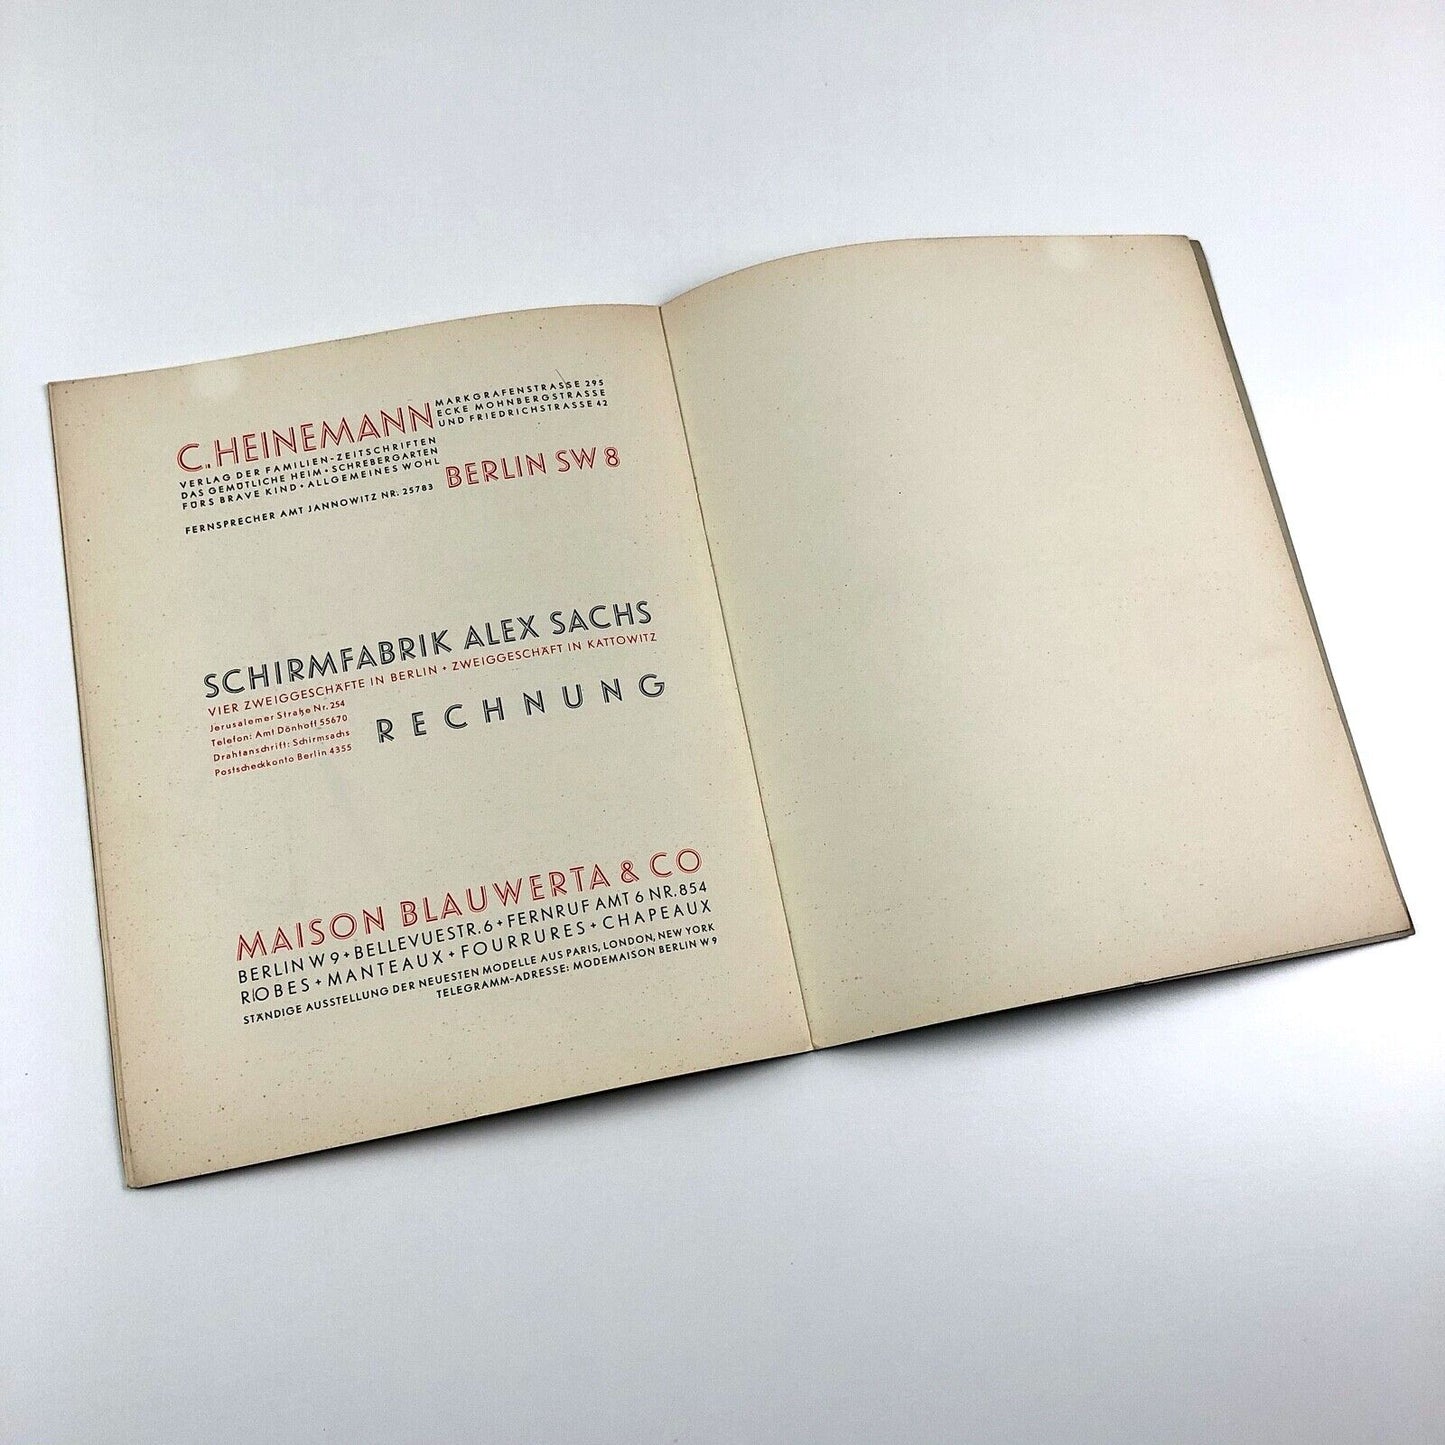 C. HEINEMANN
MARKGRAFENSTRASSE 295
ECKE MOHNBERGSTRASSE
UND FRIEDRICHSTRASSE 42
VERLAG DER FAMILIEN-ZEITSCHRIFTEN
DAS GEMÜTLICHE HEIM + SCHREBERGARTEN
FÜRS BRAVE KIND + ALLGEMEINES WOHL
BERLIN SW 8
FERNSPRECHER AMT JANNOWITZ NR. 25783
SCHIRMFABRIK ALEX SACHS
VIER ZWEIGGESCHÄFTE IN BERLIN + ZWEIGGESCHÄFT IN KATTOWITZ
Jerusalemer Straße Nr. 254
Telefon: Amt Dönhoff 55670
Drahtanschrift: Schirmsachs
Postscheckkonto Berlin 4355
RECHNUNG
MAISON BLAUWERTA & CO
BERLIN W 9 + BELLEVUESTR. 6 + FERNRUF AMT 6 NR. 854
ROBES + MANTEAUX + FOURRURES + CHAPEAUX
STÄNDIGE AUSSTELLUNG DER NEUESTEN MODELLE AUS PARIS, LONDON, NEW YORK
TELEGRAMM-ADRESSE: MODEMAISON BERLIN W 9